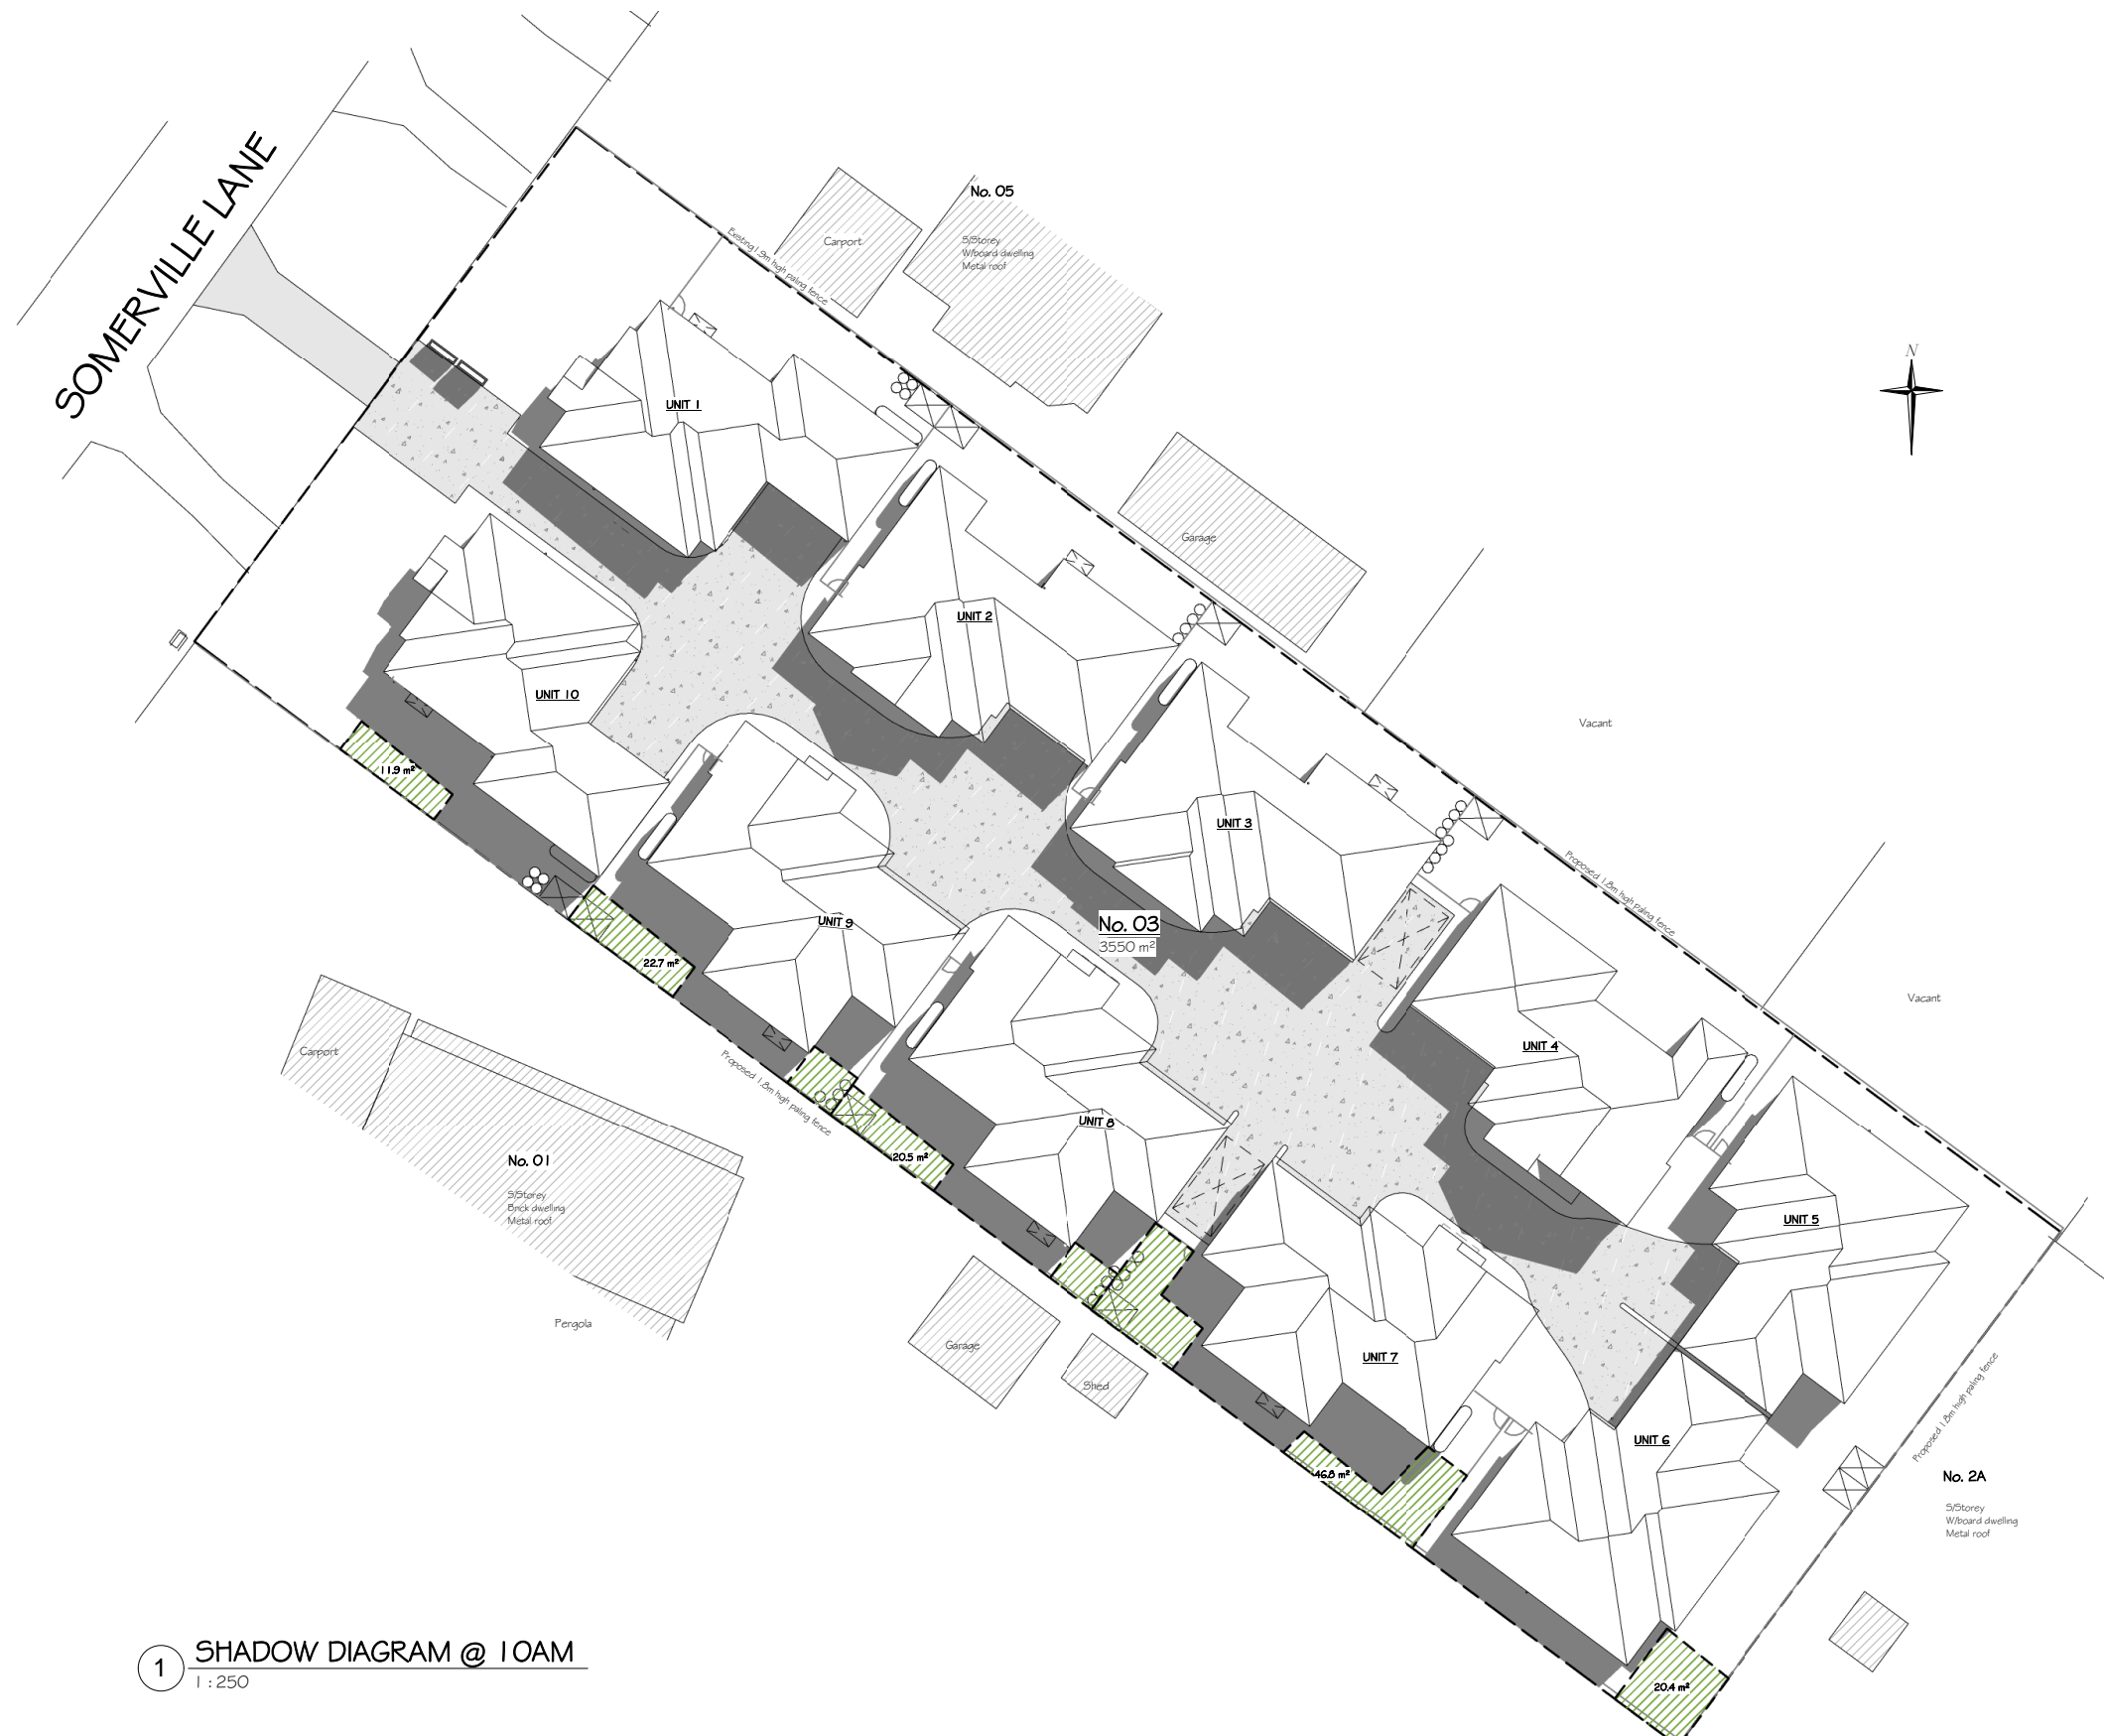 SOMERVILLE LANE
No. 05
S/Storey
W/board dwelling
Metal roof
Carport
Existing 1.9m high paling fence
N
UNIT 1
Garage
UNIT 2
UNIT 10
Vacant
11.9 m²
UNIT 3
Proposed 1.8m high paling fence
No. 03
3550 m²
UNIT 9
22.7 m²
Vacant
UNIT 4
Carport
Proposed 1.8m high paling fence
UNIT 8
20.5 m²
No. 01
S/Storey
Brick dwelling
Metal roof
UNIT 5
Pergola
Garage
Shed
UNIT 7
Proposed 1.8m high paling fence
UNIT 6
46.8 m²
No. 2A
S/Storey
W/board dwelling
Metal roof
20.4 m²
1
SHADOW DIAGRAM @ 10AM
1 : 250